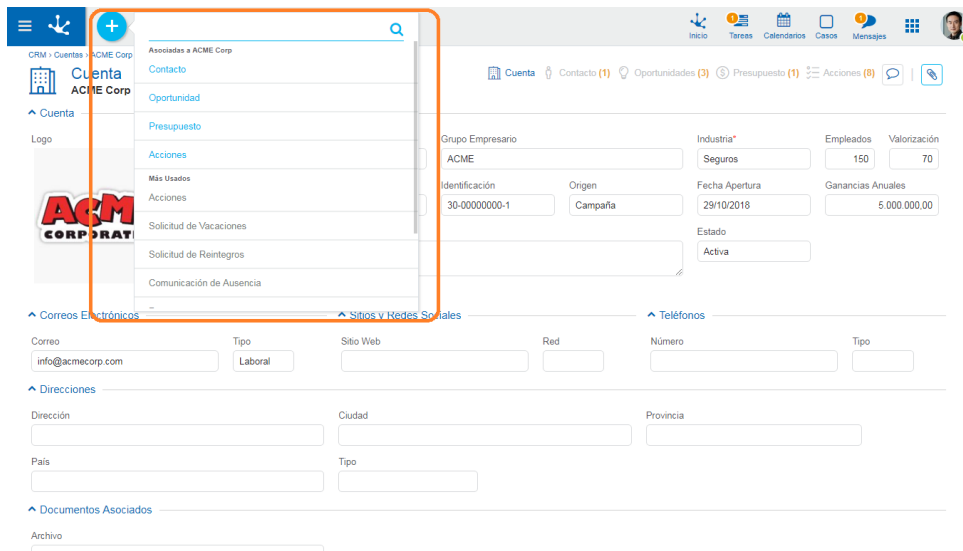 Inicio Tareas Calendarios Casos Mensajes
1 1
CRM › Cuentas › ACME Corp
Cuenta
ACME Corp
Cuenta Contacto (1) Oportunidades (3) Presupuesto (1) Acciones (8)
Asociadas a ACME Corp
Contacto
Oportunidad
Presupuesto
Acciones
Más Usados
Acciones
Solicitud de Vacaciones
Solicitud de Reintegros
Comunicación de Ausencia
Cuenta
Logo
ACME
CORPORATI
Grupo Empresario Industria* Empleados Valorización
ACME Seguros 150 70
Identificación Origen Fecha Apertura Ganancias Anuales
30-00000000-1 Campaña 29/10/2018 5.000.000,00
Estado
Activa
Correos Electrónicos Sitios y Redes Sociales Teléfonos
Correo Tipo Sitio Web Red Número Tipo
info@acmecorp.com Laboral
Direcciones
Dirección Ciudad Provincia
País Tipo
Documentos Asociados
Archivo